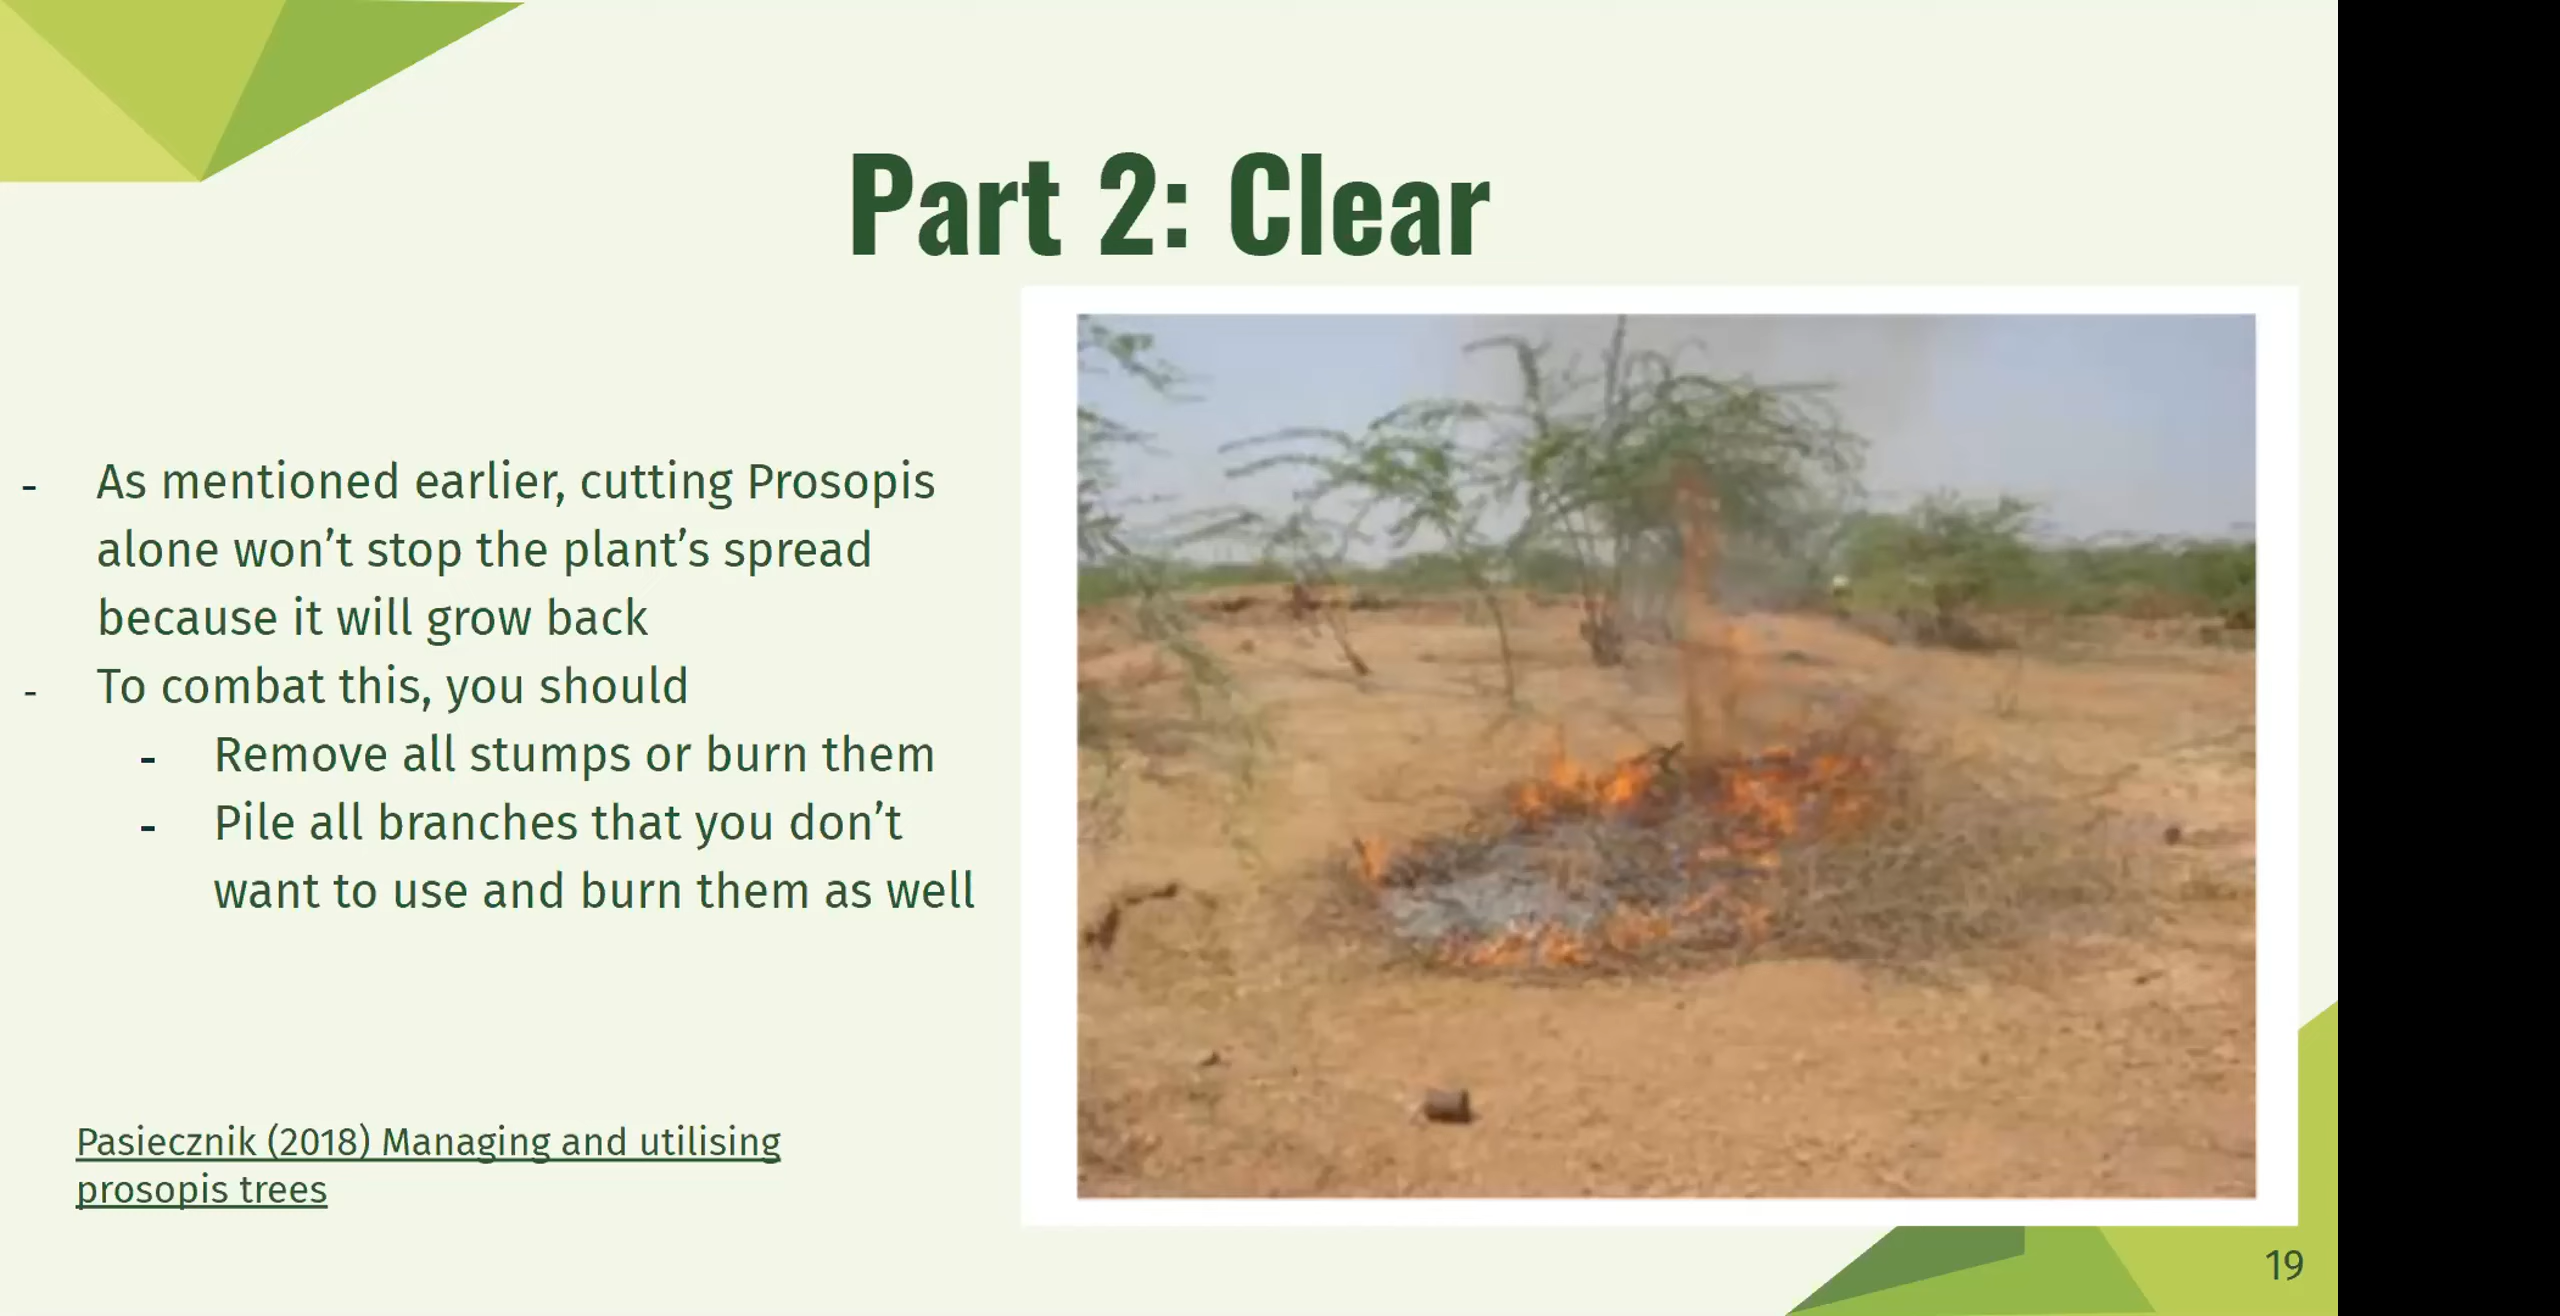 Part 2: Clear
- As mentioned earlier, cutting Prosopis
alone won’t stop the plant’s spread
because it will grow back
- To combat this, you should
- Remove all stumps or burn them
- Pile all branches that you don’t
want to use and burn them as well
Pasiecznik (2018) Managing and utilising
prosopis trees
19